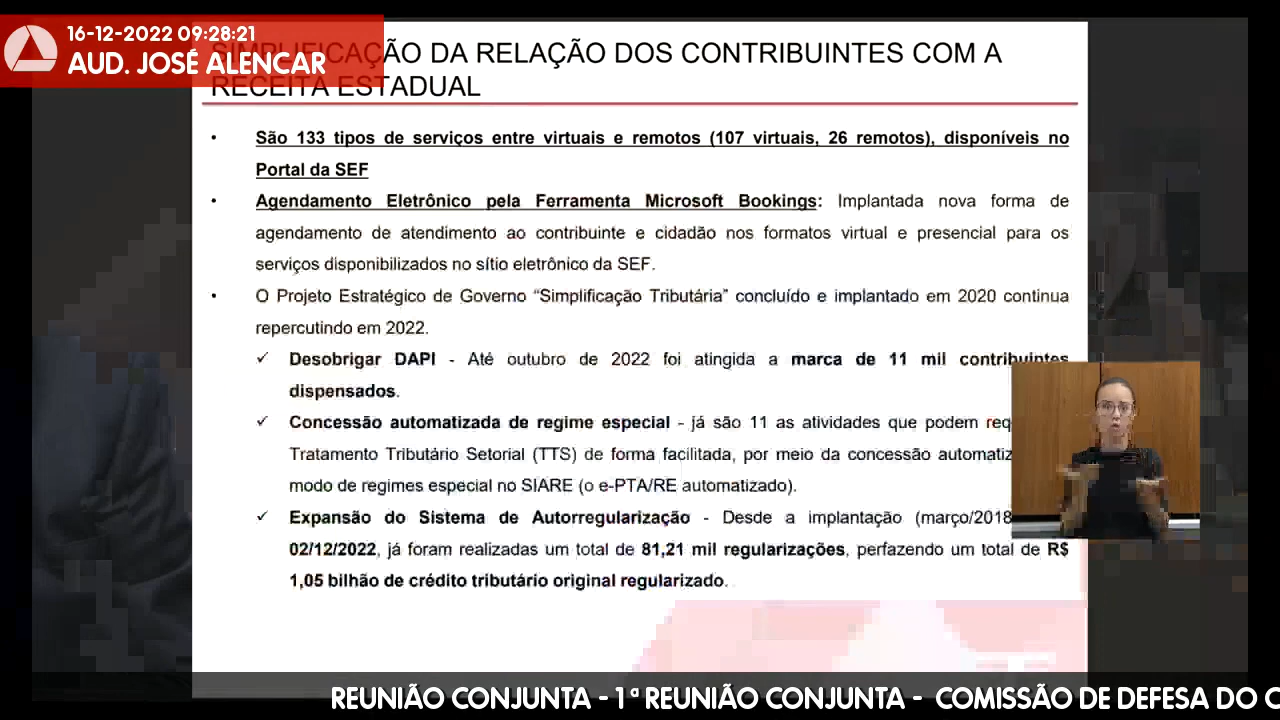 16-12-2022 09:28:21
AUD. JOSÉ ALENCAR
SIMPLIFICAÇÃO DA RELAÇÃO DOS CONTRIBUINTES COM A
RECEITA ESTADUAL
• São 133 tipos de serviços entre virtuais e remotos (107 virtuais, 26 remotos), disponíveis no
Portal da SEF
• Agendamento Eletrônico pela Ferramenta Microsoft Bookings: Implantada nova forma de
agendamento de atendimento ao contribuinte e cidadão nos formatos virtual e presencial para os
serviços disponibilizados no sítio eletrônico da SEF.
• O Projeto Estratégico de Governo “Simplificação Tributária” concluído e implantado em 2020 continua
repercutindo em 2022.
✓ Desobrigar DAPI - Até outubro de 2022 foi atingida a marca de 11 mil contribuintes
dispensados.
✓ Concessão automatizada de regime especial - já são 11 as atividades que podem req
Tratamento Tributário Setorial (TTS) de forma facilitada, por meio da concessão automatiz
modo de regimes especial no SIARE (o e-PTA/RE automatizado).
✓ Expansão do Sistema de Autorregularização - Desde a implantação (março/2018
02/12/2022, já foram realizadas um total de 81,21 mil regularizações, perfazendo um total de R$
1,05 bilhão de crédito tributário original regularizado.
REUNIÃO CONJUNTA - 1ª REUNIÃO CONJUNTA - COMISSÃO DE DEFESA DO C